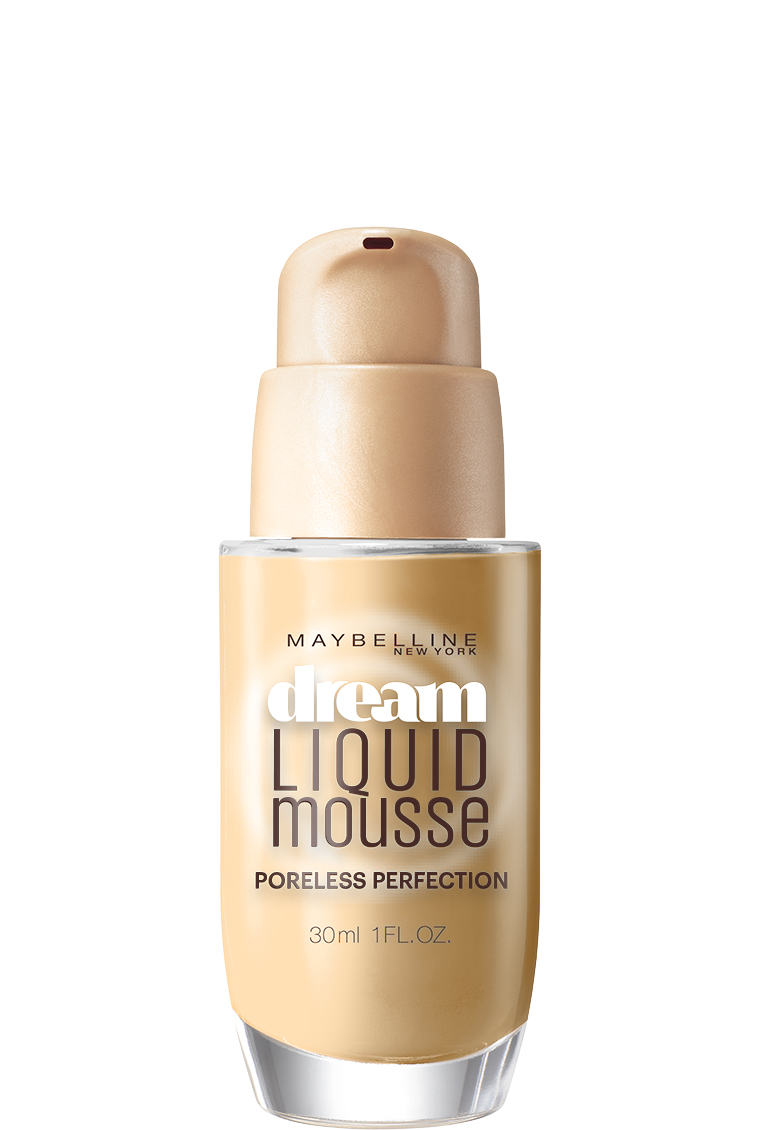 MAYBELLINE
NEW YORK
dream
LIQUID
mousse
PORELESS PERFECTION
30ml 1FL.OZ.